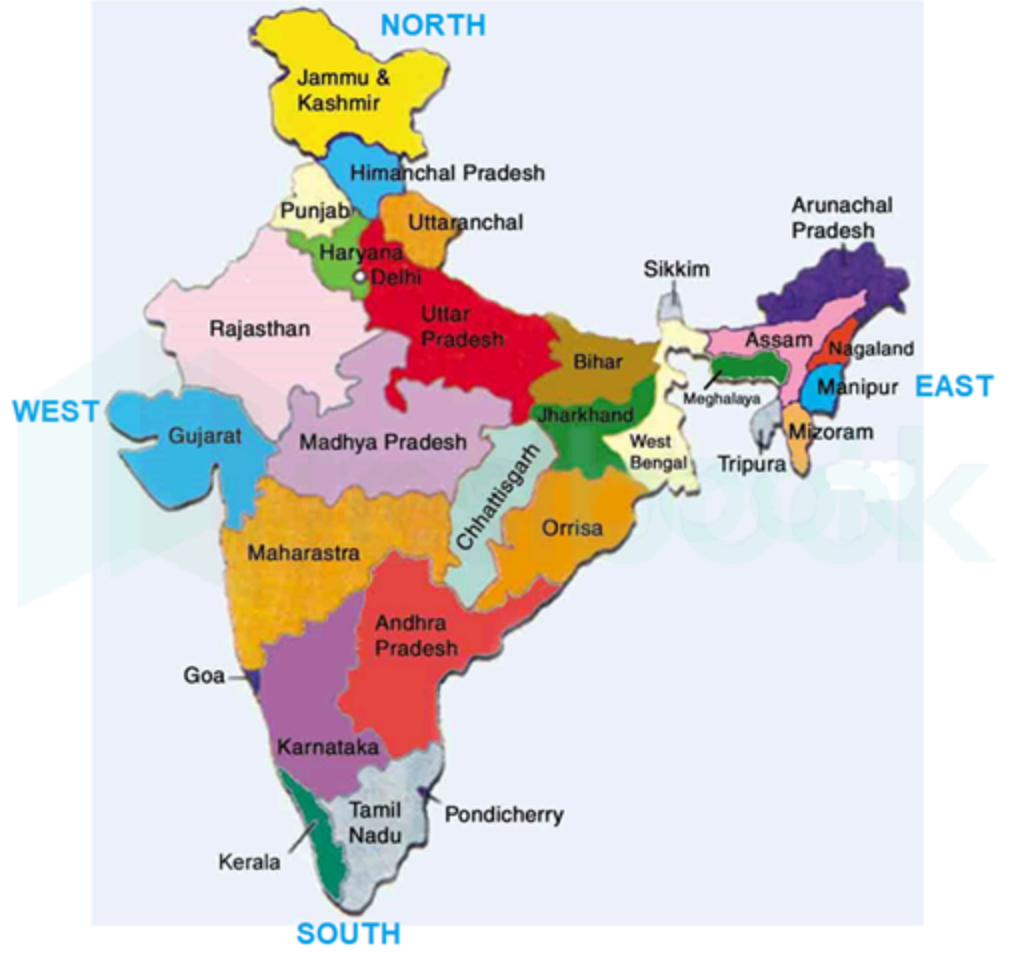 NORTH
Jammu &
Kashmir
Himanchal Pradesh
Punjab
Uttaranchal
Arunachal
Pradesh
Haryana
Delhi
Sikkim
Rajasthan
Uttar
Pradesh
Assam
Nagaland
Bihar
WEST
Manipur
EAST
Meghalaya
Gujarat
Madhya Pradesh
Jharkhand
West
Bengal
Mizoram
Tripura
Chhattisgarh
Orrisa
Maharastra
Andhra
Pradesh
Goa
Karnataka
Tamil
Nadu
Pondicherry
Kerala
SOUTH